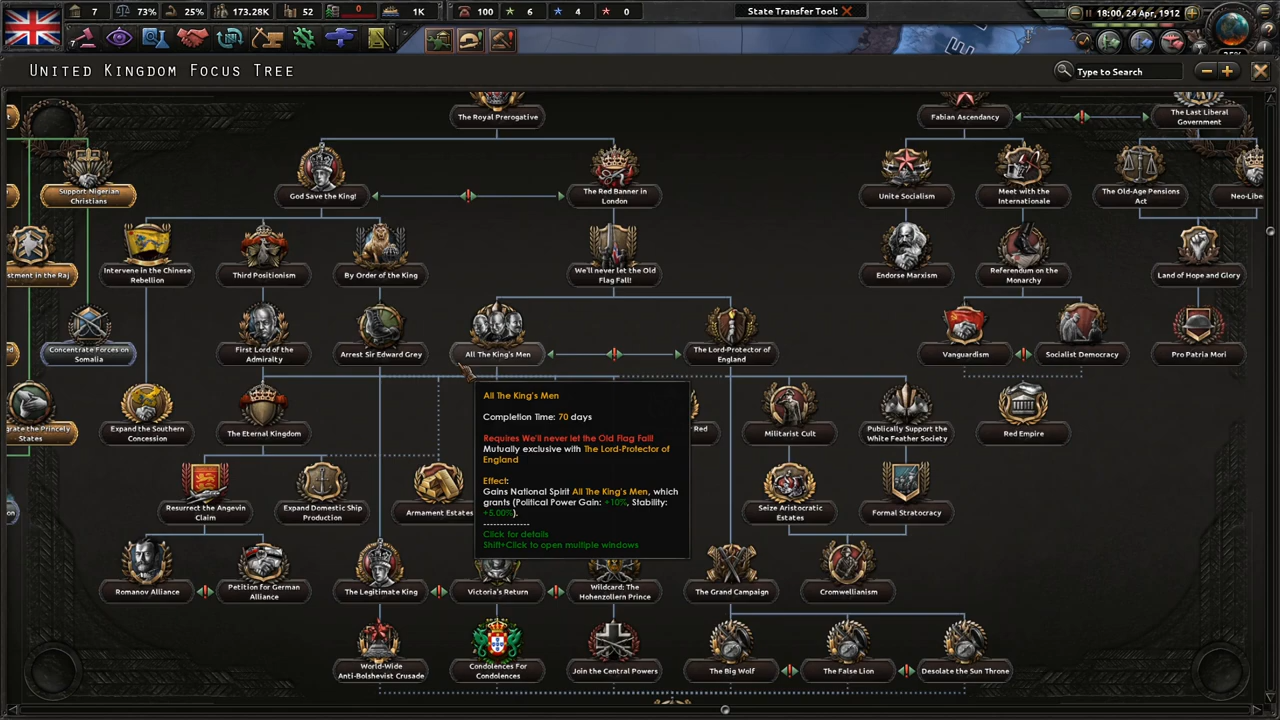 7
73%
25%
173.28K
52
0
1K
100
6
4
0
State Transfer Tool:
18:00, 24 Apr, 1912
7
United Kingdom Focus Tree
Type to Search
The Royal Prerogative
Fabian Ascendancy
The Last Liberal
Government
Support Nigerian
Christians
God Save the King!
The Red Banner in
London
Unite Socialism
Meet with the
Internationale
The Old-Age Pensions
Act
Neo-Libe
stment in the Raj
Intervene in the Chinese
Rebellion
Third Positionism
By Order of the King
We'll never let the Old
Flag Fall!
Endorse Marxism
Referendum on the
Monarchy
Land of Hope and Glory
Concentrate Forces on
Somalia
First Lord of the
Admiralty
Arrest Sir Edward Grey
All The King's Men
The Lord-Protector of
England
Vanguardism
Socialist Democracy
Pro Patria Mori
grate the Princely
States
Expand the Southern
Concession
The Eternal Kingdom
Red
Militarist Cult
Publically Support the
White Feather Society
Red Empire
All The King's Men
Completion Time: 70 days
Requires We'll never let the Old Flag Fall!
Mutually exclusive with The Lord-Protector of
England
Effect:
Gains National Spirit All The King's Men, which
grants (Political Power Gain: +10%, Stability:
+5.00%).
--------------
Click for details
Shift+Click to open multiple windows
Resurrect the Angevin
Claim
Expand Domestic Ship
Production
Armament Estates
Seize Aristocratic
Estates
Formal Stratocracy
Romanov Alliance
Petition for German
Alliance
The Legitimate King
Victoria's Return
Wildcard: The
Hohenzollern Prince
The Grand Campaign
Cromwellianism
World-Wide
Anti-Bolshevist Crusade
Condolences For
Condolences
Join the Central Powers
The Big Wolf
The False Lion
Desolate the Sun Throne